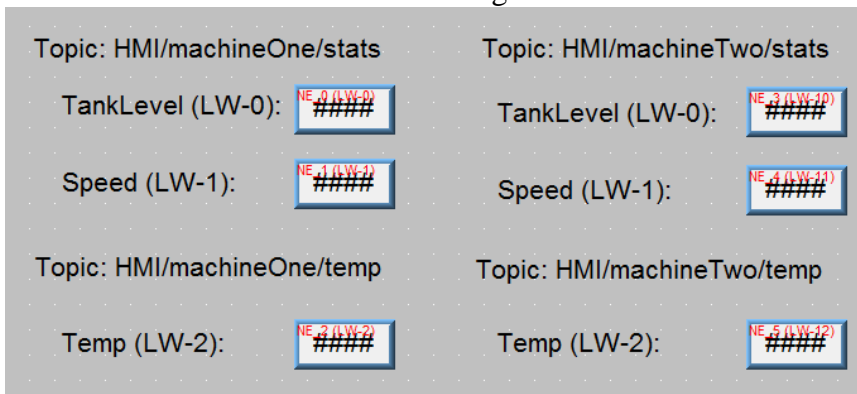 Topic: HMI/machineOne/stats
TankLevel (LW-0):
NE_0 (LW-0)
####
Speed (LW-1):
NE_1 (LW-1)
####
Topic: HMI/machineTwo/stats
TankLevel (LW-0):
NE_3 (LW-10)
####
Speed (LW-1):
NE_4 (LW-11)
####
Topic: HMI/machineOne/temp
Temp (LW-2):
NE_2 (LW-2)
####
Topic: HMI/machineTwo/temp
Temp (LW-2):
NE_5 (LW-12)
####